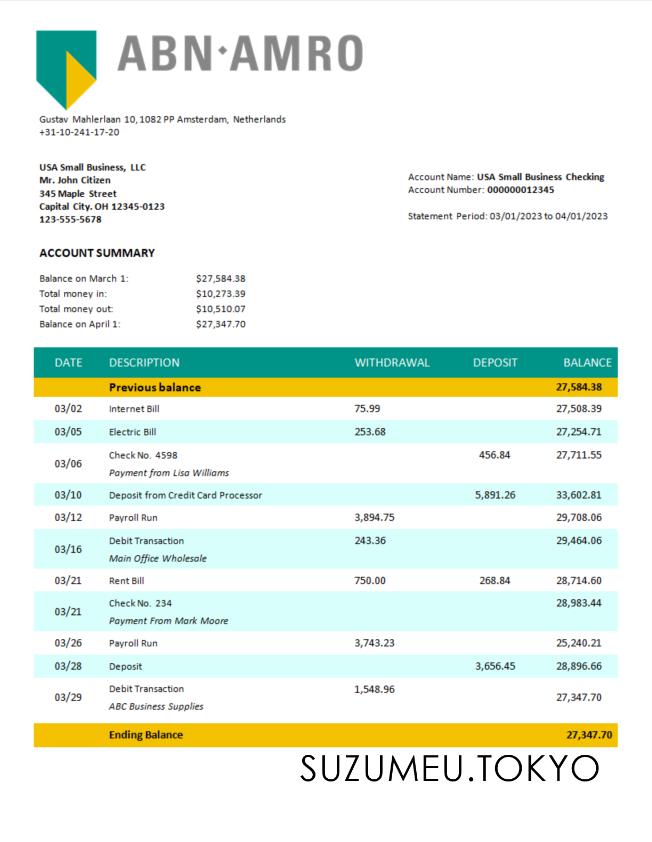 ABN·AMRO
Gustav Mahlerlaan 10, 1082 PP Amsterdam, Netherlands
+31-10-241-17-20
USA Small Business, LLC
Mr. John Citizen
345 Maple Street
Capital City. OH 12345-0123
123-555-5678
Account Name: USA Small Business Checking
Account Number: 000000012345
Statement Period: 03/01/2023 to 04/01/2023
ACCOUNT SUMMARY
Balance on March 1: $27,584.38
Total money in: $10,273.39
Total money out: $10,510.07
Balance on April 1: $27,347.70
DATE DESCRIPTION WITHDRAWAL DEPOSIT BALANCE
Previous balance 27,584.38
03/02 Internet Bill 75.99 27,508.39
03/05 Electric Bill 253.68 27,254.71
03/06 Check No. 4598 456.84 27,711.55
Payment from Lisa Williams
03/10 Deposit from Credit Card Processor 5,891.26 33,602.81
03/12 Payroll Run 3,894.75 29,708.06
03/16 Debit Transaction 243.36 29,464.06
Main Office Wholesale
03/21 Rent Bill 750.00 268.84 28,714.60
03/21 Check No. 234 28,983.44
Payment From Mark Moore
03/26 Payroll Run 3,743.23 25,240.21
03/28 Deposit 3,656.45 28,896.66
03/29 Debit Transaction 1,548.96 27,347.70
ABC Business Supplies
Ending Balance 27,347.70
SUZUMEU.TOKYO